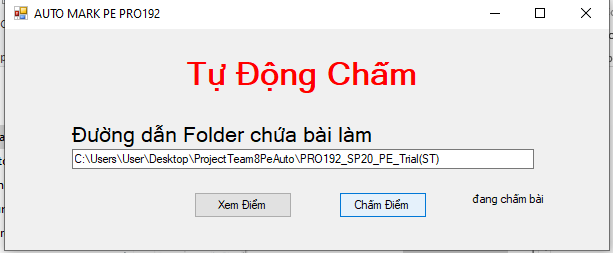 AUTO MARK PE PRO192
Tự Động Chấm
Đường dẫn Folder chứa bài làm
C:\Users\User\Desktop\ProjectTeam8PeAuto\PRO192_SP20_PE_Trial(ST)
Xem Điểm
Chấm Điểm
đang chấm bài